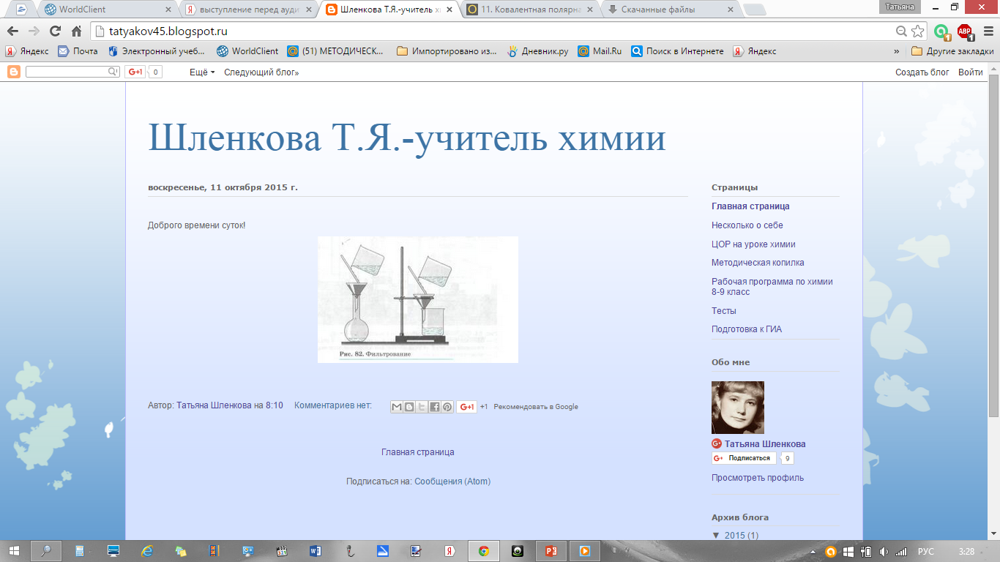 WorldClient
выступление перед ауди
Шленкова Т.Я.-учитель х
11. Ковалентная полярна
Скачанные файлы
Татьяна
tatyakov45.blogspot.ru
ABP
1
1
Яндекс
Почта
Электронный учеб...
WorldClient
(51) МЕТОДИЧЕСК...
Импортировано из...
Дневник.ру
Mail.Ru
Поиск в Интернете
Яндекс
»
Другие закладки
G+1
0
Ещё
Следующий блог»
Создать блог
Войти
Шленкова Т.Я.-учитель химии
воскресенье, 11 октября 2015 г.
Доброго времени суток!
Рис. 82. Фильтрование
Автор: Татьяна Шленкова на 8:10
Комментариев нет:
G+1
+1
Рекомендовать в Google
Главная страница
Подписаться на: Сообщения (Atom)
Страницы
Главная страница
Несколько о себе
ЦОР на уроке химии
Методическая копилка
Рабочая программа по химии
8-9 класс
Тесты
Подготовка к ГИА
Обо мне
Татьяна Шленкова
Подписаться
9
Просмотреть профиль
Архив блога
▼ 2015 (1)
РУС
3:28